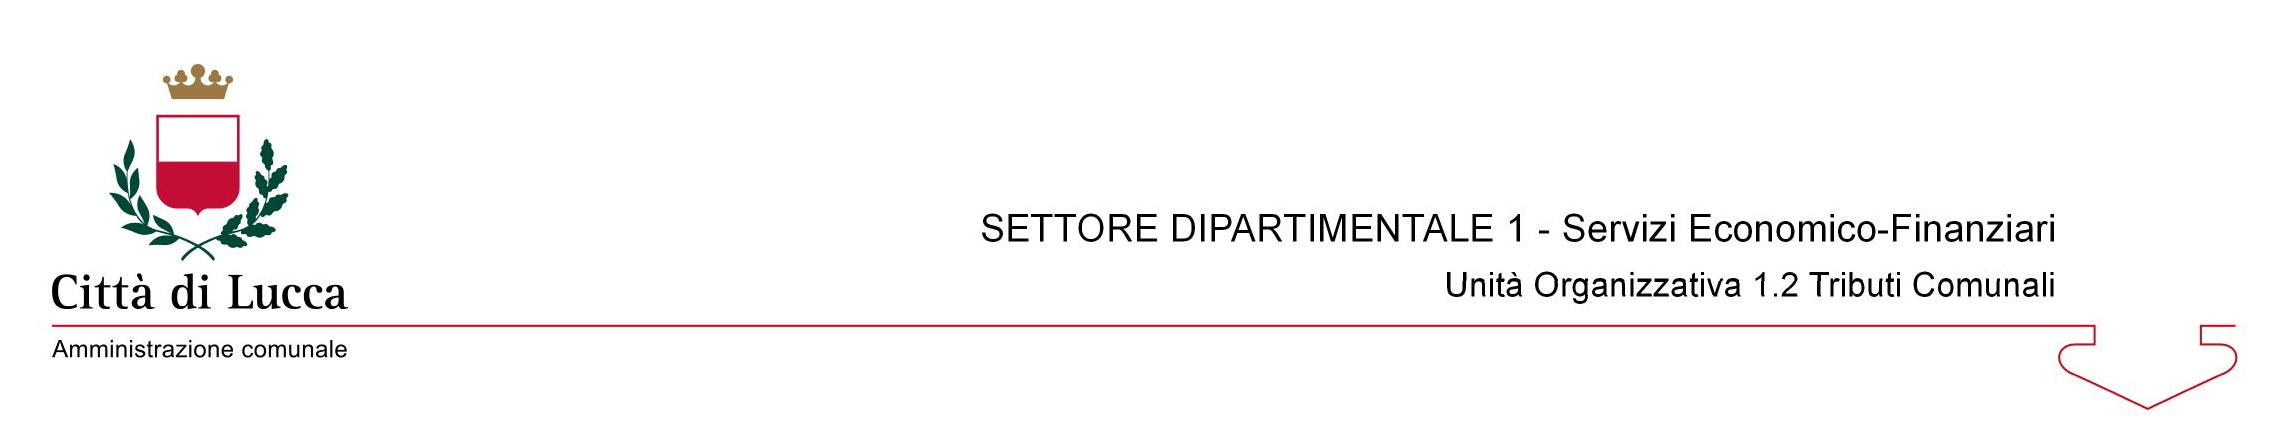 SETTORE DIPARTIMENTALE 1 - Servizi Economico-Finanziari
Unità Organizzativa 1.2 Tributi Comunali
Città di Lucca
Amministrazione comunale